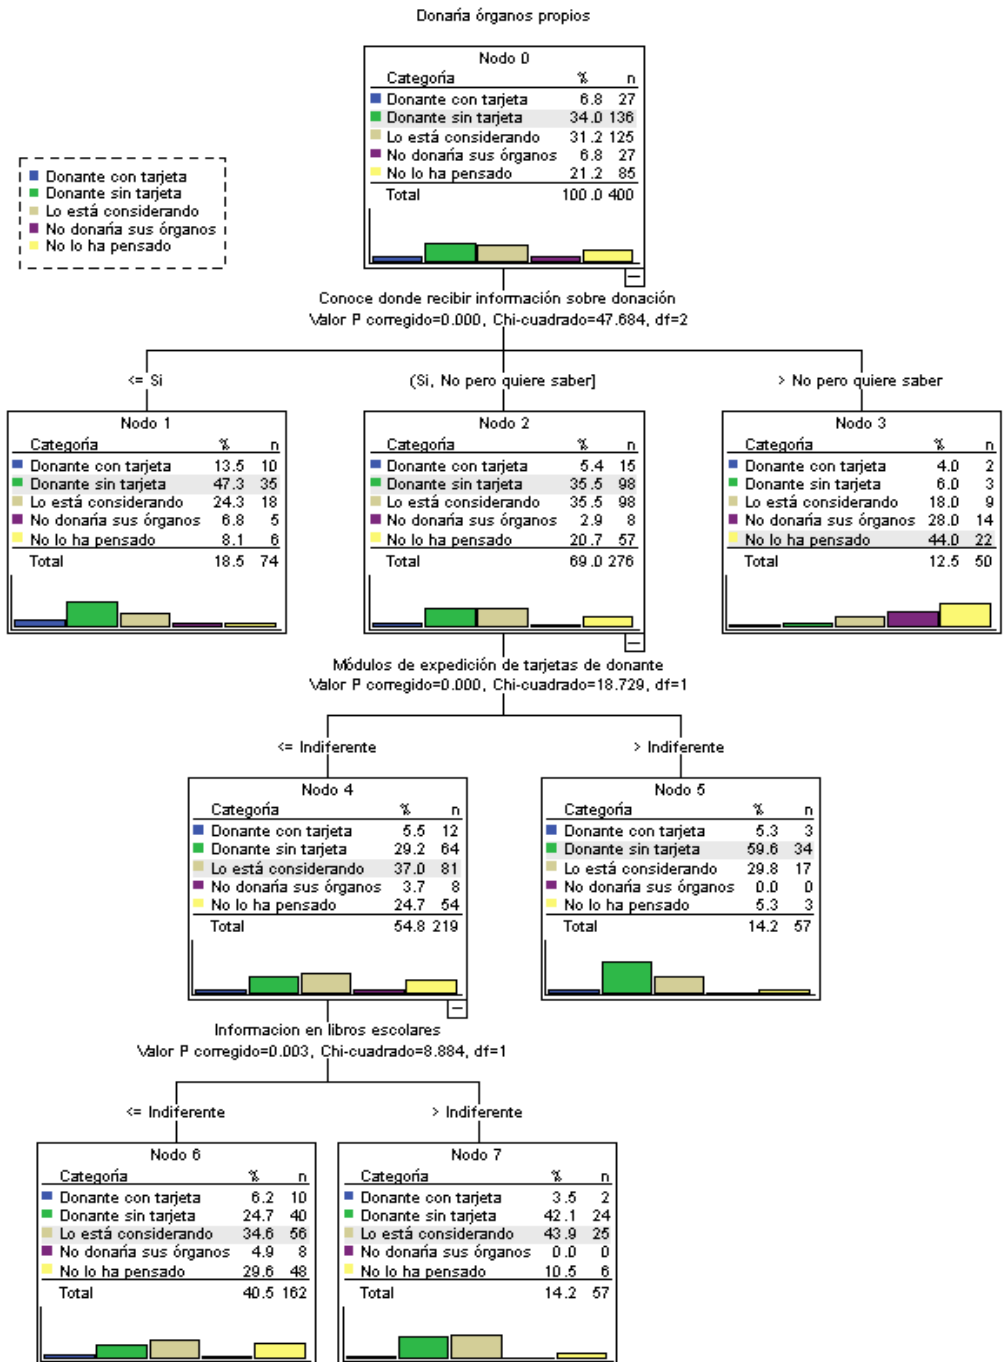 Donaría órganos propios
Nodo 0
Categoría % n
Donante con tarjeta 6.8 27
Donante sin tarjeta 34.0 136
Lo está considerando 31.2 125
No donaría sus órganos 6.8 27
No lo ha pensado 21.2 85
Total 100.0 400
Donante con tarjeta
Donante sin tarjeta
Lo está considerando
No donaría sus órganos
No lo ha pensado
Conoce donde recibir información sobre donación
Valor P corregido=0.000, Chi-cuadrado=47.684, df=2
<= Si
(Si, No pero quiere saber]
> No pero quiere saber
Nodo 1
Categoría % n
Donante con tarjeta 13.5 10
Donante sin tarjeta 47.3 35
Lo está considerando 24.3 18
No donaría sus órganos 6.8 5
No lo ha pensado 8.1 6
Total 18.5 74
Nodo 2
Categoría % n
Donante con tarjeta 5.4 15
Donante sin tarjeta 35.5 98
Lo está considerando 35.5 98
No donaría sus órganos 2.9 8
No lo ha pensado 20.7 57
Total 69.0 276
Nodo 3
Categoría % n
Donante con tarjeta 4.0 2
Donante sin tarjeta 6.0 3
Lo está considerando 18.0 9
No donaría sus órganos 28.0 14
No lo ha pensado 44.0 22
Total 12.5 50
Módulos de expedición de tarjetas de donante
Valor P corregido=0.000, Chi-cuadrado=18.729, df=1
<= Indiferente
> Indiferente
Nodo 4
Categoría % n
Donante con tarjeta 5.5 12
Donante sin tarjeta 29.2 64
Lo está considerando 37.0 81
No donaría sus órganos 3.7 8
No lo ha pensado 24.7 54
Total 54.8 219
Nodo 5
Categoría % n
Donante con tarjeta 5.3 3
Donante sin tarjeta 59.6 34
Lo está considerando 29.8 17
No donaría sus órganos 0.0 0
No lo ha pensado 5.3 3
Total 14.2 57
Informacion en libros escolares
Valor P corregido=0.003, Chi-cuadrado=8.884, df=1
<= Indiferente
> Indiferente
Nodo 6
Categoría % n
Donante con tarjeta 6.2 10
Donante sin tarjeta 24.7 40
Lo está considerando 34.6 56
No donaría sus órganos 4.9 8
No lo ha pensado 29.6 48
Total 40.5 162
Nodo 7
Categoría % n
Donante con tarjeta 3.5 2
Donante sin tarjeta 42.1 24
Lo está considerando 43.9 25
No donaría sus órganos 0.0 0
No lo ha pensado 10.5 6
Total 14.2 57